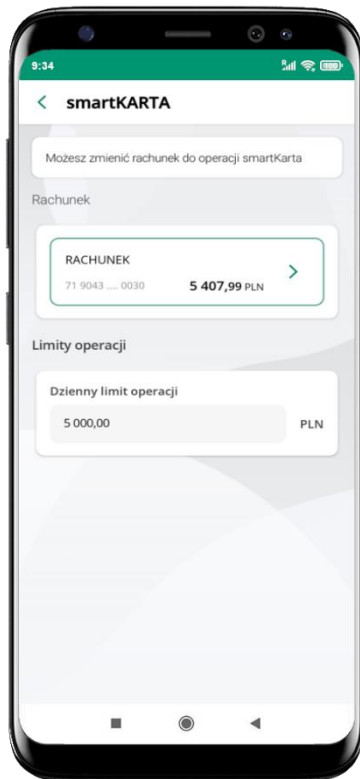 9:34
100
smartKARTA
Możesz zmienić rachunek do operacji smartKarta
Rachunek
RACHUNEK
71 9043 .... 0030 5 407,99 PLN
Limity operacji
Dzienny limit operacji
5 000,00 PLN